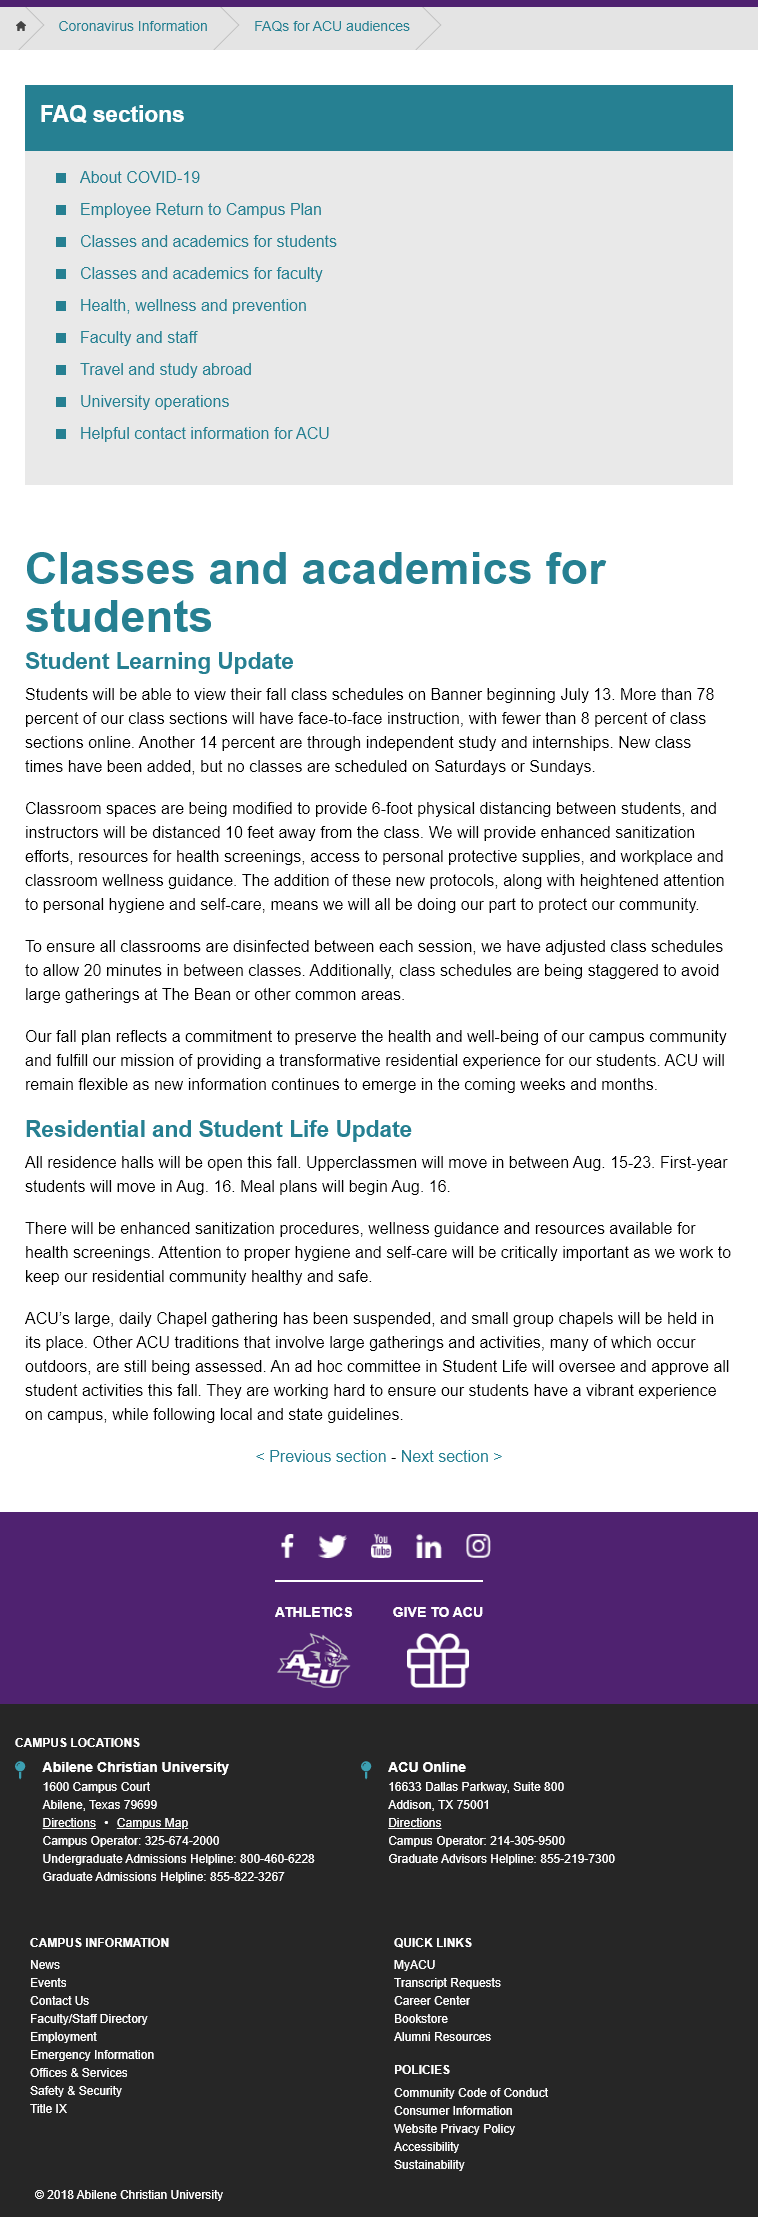 Coronavirus Information
FAQs for ACU audiences
FAQ sections
About COVID-19
Employee Return to Campus Plan
Classes and academics for students
Classes and academics for faculty
Health, wellness and prevention
Faculty and staff
Travel and study abroad
University operations
Helpful contact information for ACU
Classes and academics for
students
Student Learning Update
Students will be able to view their fall class schedules on Banner beginning July 13. More than 78
percent of our class sections will have face-to-face instruction, with fewer than 8 percent of class
sections online. Another 14 percent are through independent study and internships. New class
times have been added, but no classes are scheduled on Saturdays or Sundays.
Classroom spaces are being modified to provide 6-foot physical distancing between students, and
instructors will be distanced 10 feet away from the class. We will provide enhanced sanitization
efforts, resources for health screenings, access to personal protective supplies, and workplace and
classroom wellness guidance. The addition of these new protocols, along with heightened attention
to personal hygiene and self-care, means we will all be doing our part to protect our community.
To ensure all classrooms are disinfected between each session, we have adjusted class schedules
to allow 20 minutes in between classes. Additionally, class schedules are being staggered to avoid
large gatherings at The Bean or other common areas.
Our fall plan reflects a commitment to preserve the health and well-being of our campus community
and fulfill our mission of providing a transformative residential experience for our students. ACU will
remain flexible as new information continues to emerge in the coming weeks and months.
Residential and Student Life Update
All residence halls will be open this fall. Upperclassmen will move in between Aug. 15-23. First-year
students will move in Aug. 16. Meal plans will begin Aug. 16.
There will be enhanced sanitization procedures, wellness guidance and resources available for
health screenings. Attention to proper hygiene and self-care will be critically important as we work to
keep our residential community healthy and safe.
ACU's large, daily Chapel gathering has been suspended, and small group chapels will be held in
its place. Other ACU traditions that involve large gatherings and activities, many of which occur
outdoors, are still being assessed. An ad hoc committee in Student Life will oversee and approve all
student activities this fall. They are working hard to ensure our students have a vibrant experience
on campus, while following local and state guidelines.
< Previous section - Next section >
You
Tube
in
ATHLETICS
GIVE TO ACU
ACU
CAMPUS LOCATIONS
Abilene Christian University
1600 Campus Court
Abilene, Texas 79699
Directions • Campus Map
Campus Operator: 325-674-2000
Undergraduate Admissions Helpline: 800-460-6228
Graduate Admissions Helpline: 855-822-3267
ACU Online
16633 Dallas Parkway, Suite 800
Addison, TX 75001
Directions
Campus Operator: 214-305-9500
Graduate Advisors Helpline: 855-219-7300
CAMPUS INFORMATION
News
Events
Contact Us
Faculty/Staff Directory
Employment
Emergency Information
Offices & Services
Safety & Security
Title IX
QUICK LINKS
MyACU
Transcript Requests
Career Center
Bookstore
Alumni Resources
POLICIES
Community Code of Conduct
Consumer Information
Website Privacy Policy
Accessibility
Sustainability
© 2018 Abilene Christian University